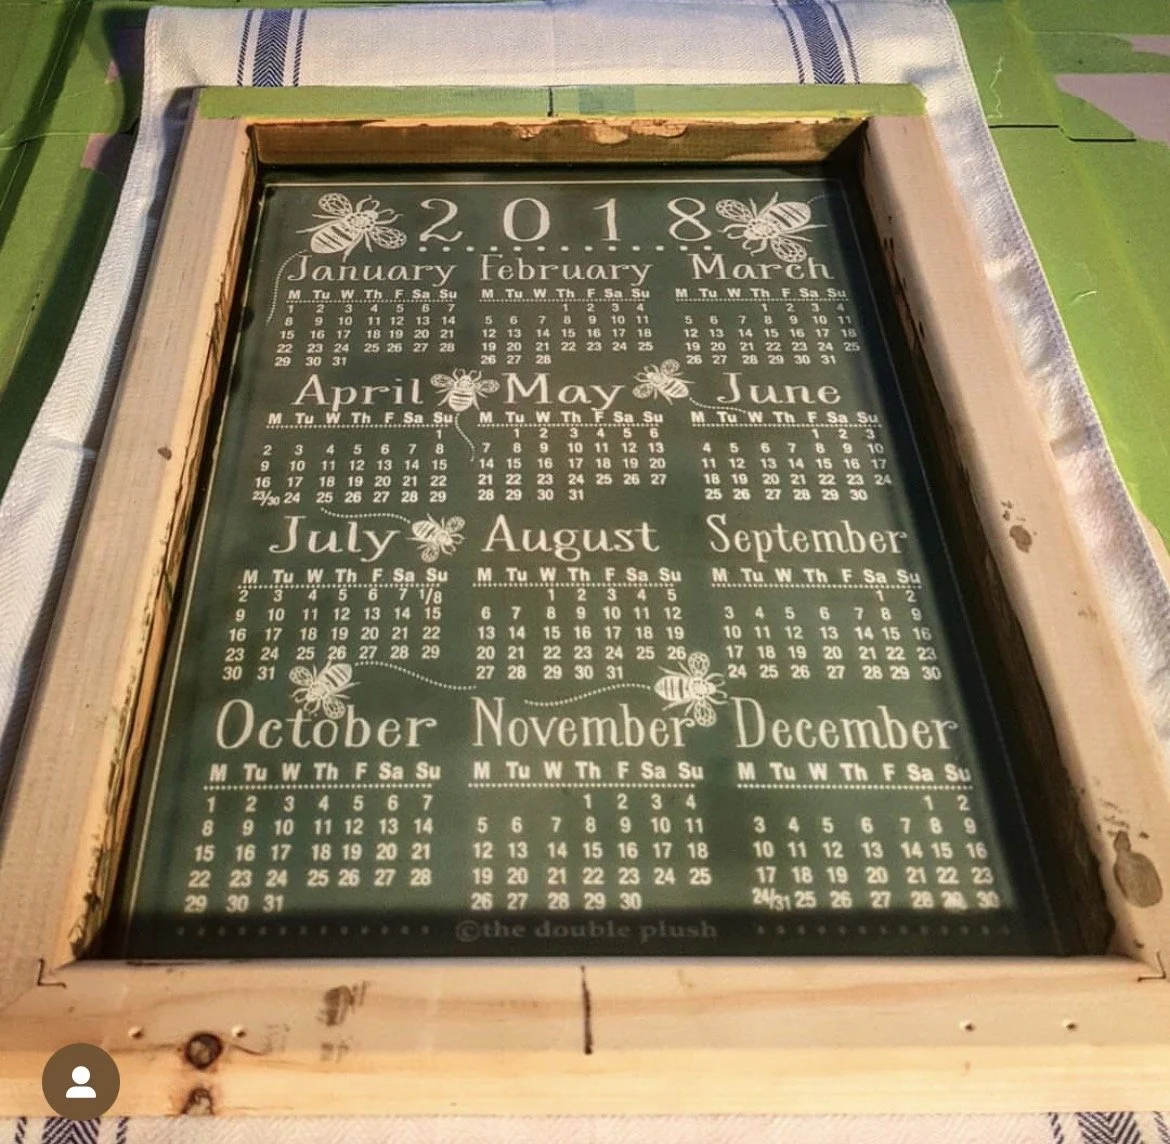 2018
January
M Tu W Th F Sa Su
1 2 3 4 5 6 7
8 9 10 11 12 13 14
15 16 17 18 19 20 21
22 23 24 25 26 27 28
29 30 31
February
M Tu W Th F Sa Su
1 2 3 4
5 6 7 8 9 10 11
12 13 14 15 16 17 18
19 20 21 22 23 24 25
26 27 28
March
M Tu W Th F Sa Su
1 2 3 4
5 6 7 8 9 10 11
12 13 14 15 16 17 18
19 20 21 22 23 24 25
26 27 28 29 30 31
April
M Tu W Th F Sa Su
1
2 3 4 5 6 7 8
9 10 11 12 13 14 15
16 17 18 19 20 21 22
23/30 24 25 26 27 28 29
May
M Tu W Th F Sa Su
1 2 3 4 5 6
7 8 9 10 11 12 13
14 15 16 17 18 19 20
21 22 23 24 25 26 27
28 29 30 31
June
M Tu W Th F Sa Su
1 2 3
4 5 6 7 8 9 10
11 12 13 14 15 16 17
18 19 20 21 22 23 24
25 26 27 28 29 30
July
M Tu W Th F Sa Su
2 3 4 5 6 7 1/8
9 10 11 12 13 14 15
16 17 18 19 20 21 22
23 24 25 26 27 28 29
30 31
August
M Tu W Th F Sa Su
1 2 3 4 5
6 7 8 9 10 11 12
13 14 15 16 17 18 19
20 21 22 23 24 25 26
27 28 29 30 31
September
M Tu W Th F Sa Su
1 2
3 4 5 6 7 8 9
10 11 12 13 14 15 16
17 18 19 20 21 22 23
24 25 26 27 28 29 30
October
M Tu W Th F Sa Su
1 2 3 4 5 6 7
8 9 10 11 12 13 14
15 16 17 18 19 20 21
22 23 24 25 26 27 28
29 30 31
November
M Tu W Th F Sa Su
1 2 3 4
5 6 7 8 9 10 11
12 13 14 15 16 17 18
19 20 21 22 23 24 25
26 27 28 29 30
December
M Tu W Th F Sa Su
1 2
3 4 5 6 7 8 9
10 11 12 13 14 15 16
17 18 19 20 21 22 23
24/31 25 26 27 28 29 30
©the double plush